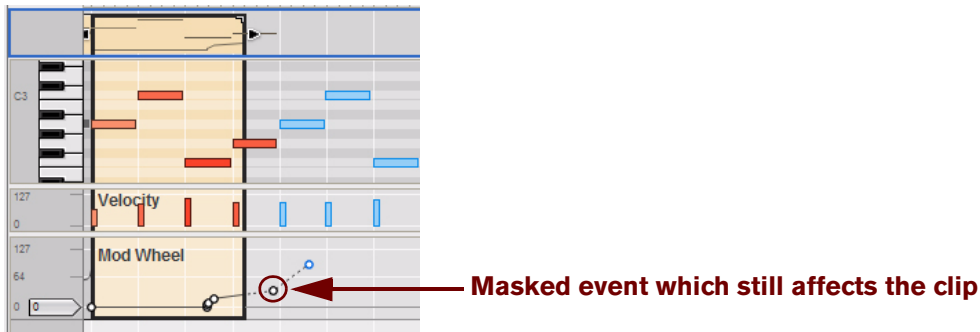 C3
127
Velocity
0
127
Mod Wheel
64
0 0
Masked event which still affects the clip